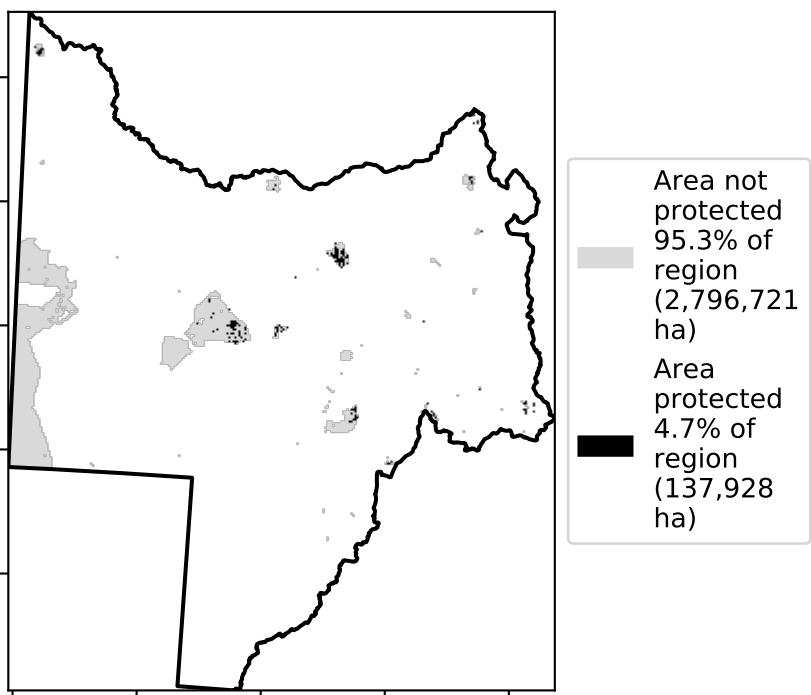 Area not
protected
95.3% of
region
(2,796,721
ha)
Area
protected
4.7% of
region
(137,928
ha)